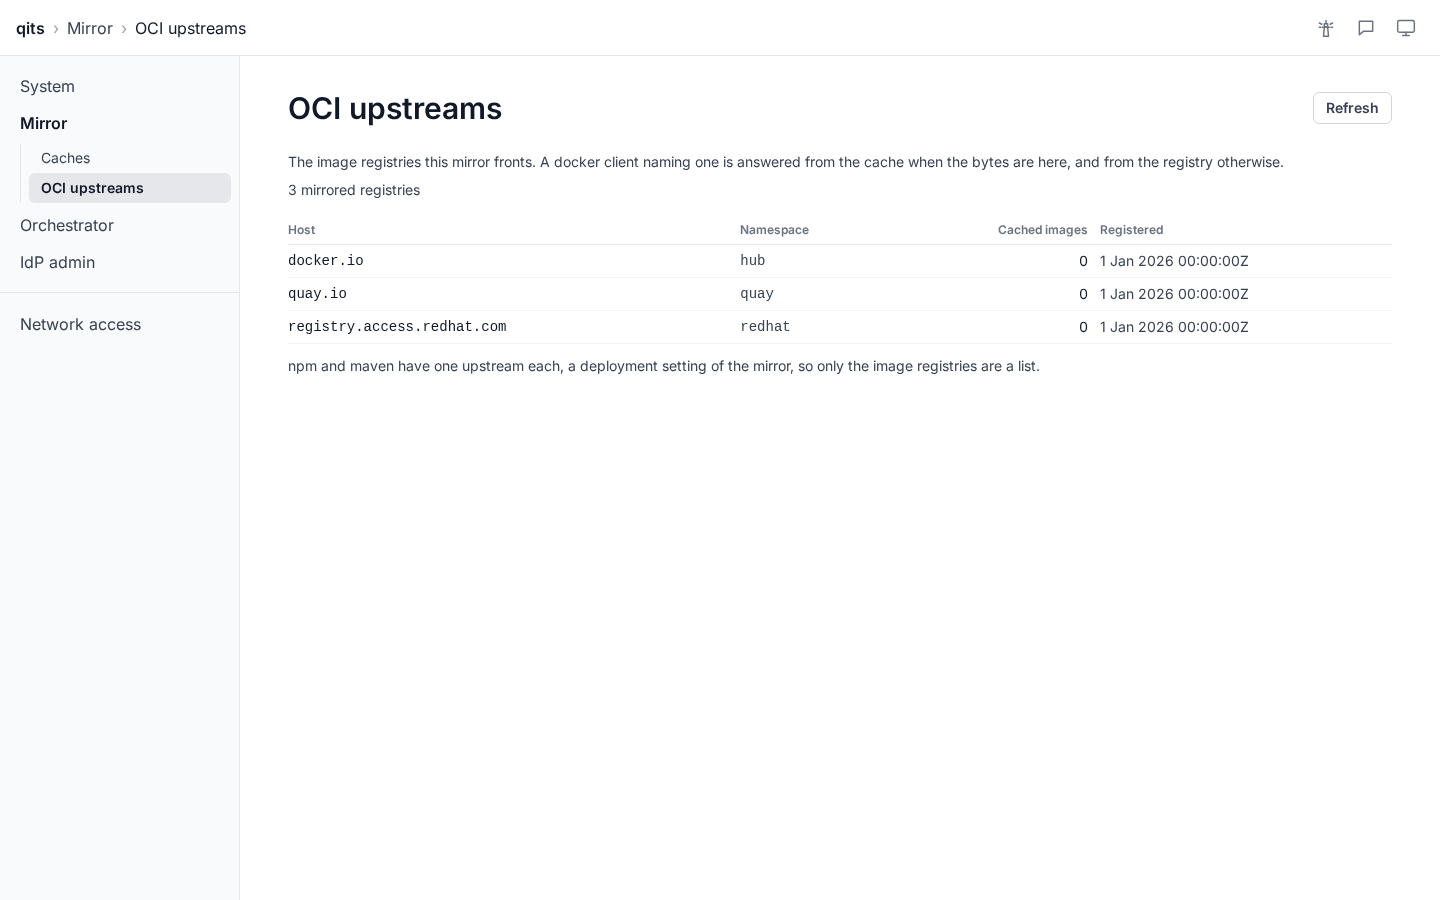 qits › Mirror › OCI upstreams
System
Mirror
Caches
OCI upstreams
Orchestrator
IdP admin
Network access
OCI upstreams
Refresh
The image registries this mirror fronts. A docker client naming one is answered from the cache when the bytes are here, and from the registry otherwise.
3 mirrored registries
Host Namespace Cached images Registered
docker.io hub 0 1 Jan 2026 00:00:00Z
quay.io quay 0 1 Jan 2026 00:00:00Z
registry.access.redhat.com redhat 0 1 Jan 2026 00:00:00Z
npm and maven have one upstream each, a deployment setting of the mirror, so only the image registries are a list.